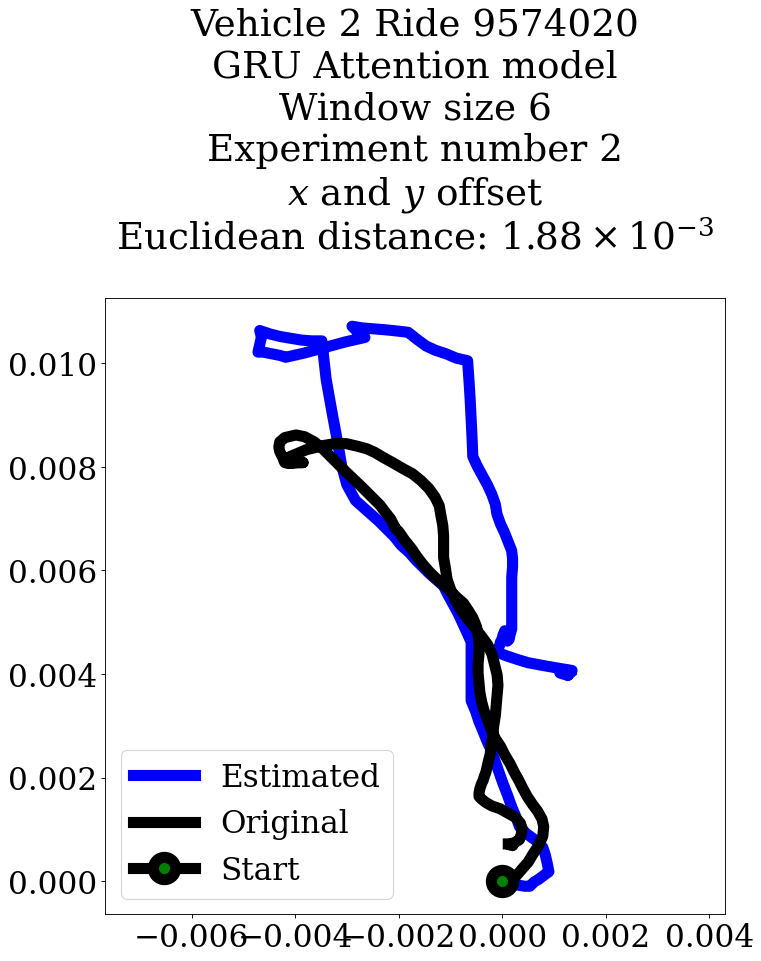 Vehicle 2 Ride 9574020
GRU Attention model
Window size 6
Experiment number 2
x and y offset
Euclidean distance: 1.88 × 10⁻³
0.010
0.008
0.006
0.004
0.002
0.000
Estimated
Original
Start
−0.006 −0.004 −0.002 0.000 0.002 0.004